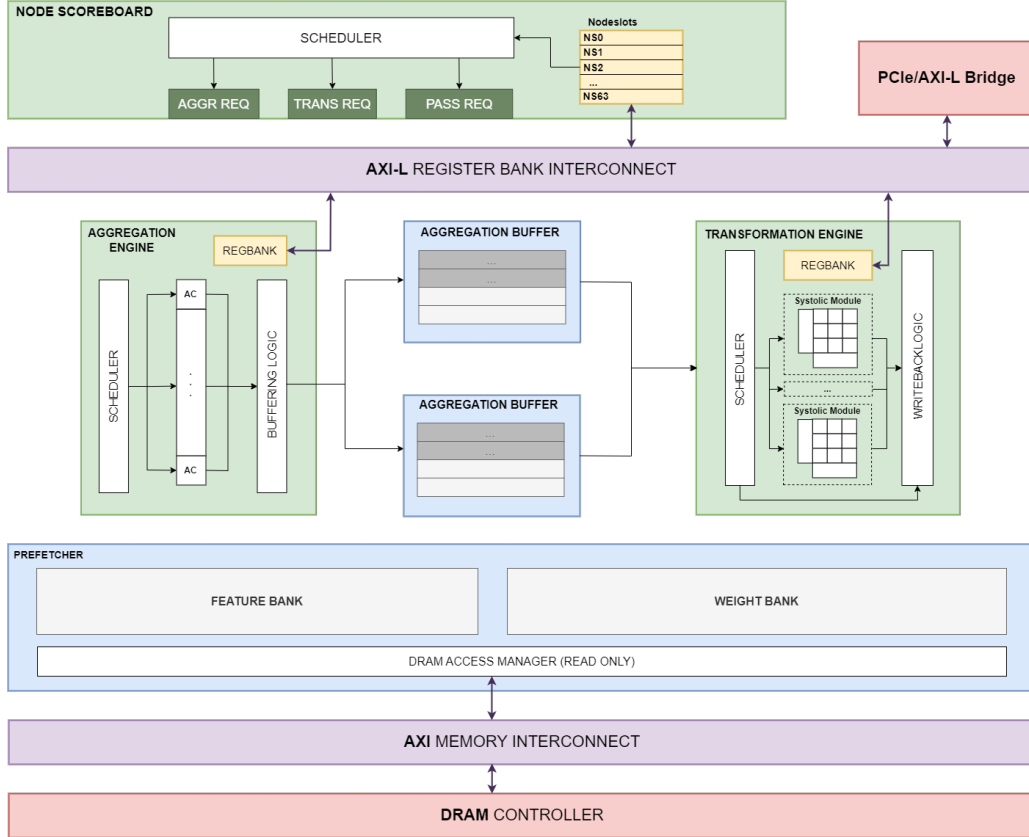 NODE SCOREBOARD
SCHEDULER
Nodeslots
NS0
NS1
NS2
...
NS63
AGGR REQ
TRANS REQ
PASS REQ
PCIe/AXI-L Bridge
AXI-L REGISTER BANK INTERCONNECT
AGGREGATION
ENGINE
REGBANK
SCHEDULER
AC
. . .
AC
BUFFERING LOGIC
AGGREGATION BUFFER
...
...
AGGREGATION BUFFER
...
...
TRANSFORMATION ENGINE
REGBANK
SCHEDULER
Systolic Module
...
Systolic Module
WRITEBACKLOGIC
PREFETCHER
FEATURE BANK
WEIGHT BANK
DRAM ACCESS MANAGER (READ ONLY)
AXI MEMORY INTERCONNECT
DRAM CONTROLLER